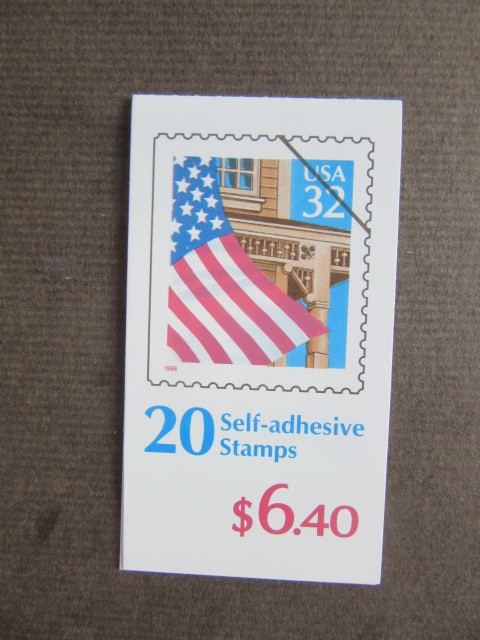 USA
32
1996
20 Self-adhesive
Stamps
$6.40